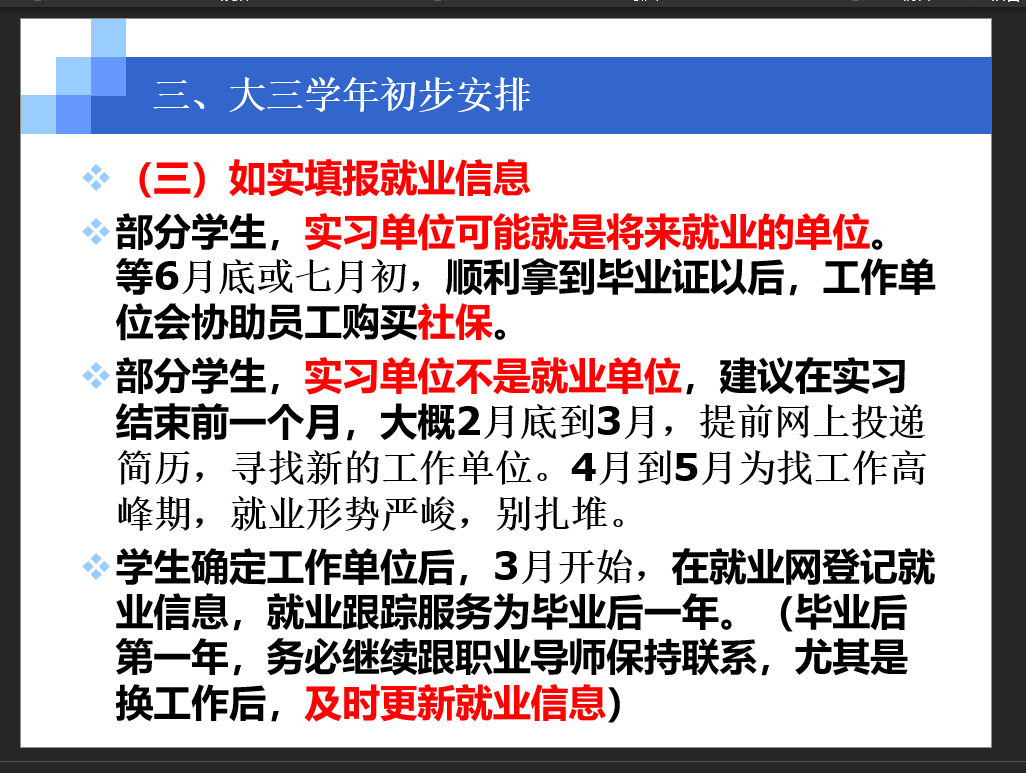 三、大三学年初步安排
（三）如实填报就业信息
部分学生，实习单位可能就是将来就业的单位。
等6月底或七月初，顺利拿到毕业证以后，工作单
位会协助员工购买社保。
部分学生，实习单位不是就业单位，建议在实习
结束前一个月，大概2月底到3月，提前网上投递
简历，寻找新的工作单位。4月到5月为找工作高
峰期，就业形势严峻，别扎堆。
学生确定工作单位后，3月开始，在就业网登记就
业信息，就业跟踪服务为毕业后一年。（毕业后
第一年，务必继续跟职业导师保持联系，尤其是
换工作后，及时更新就业信息）